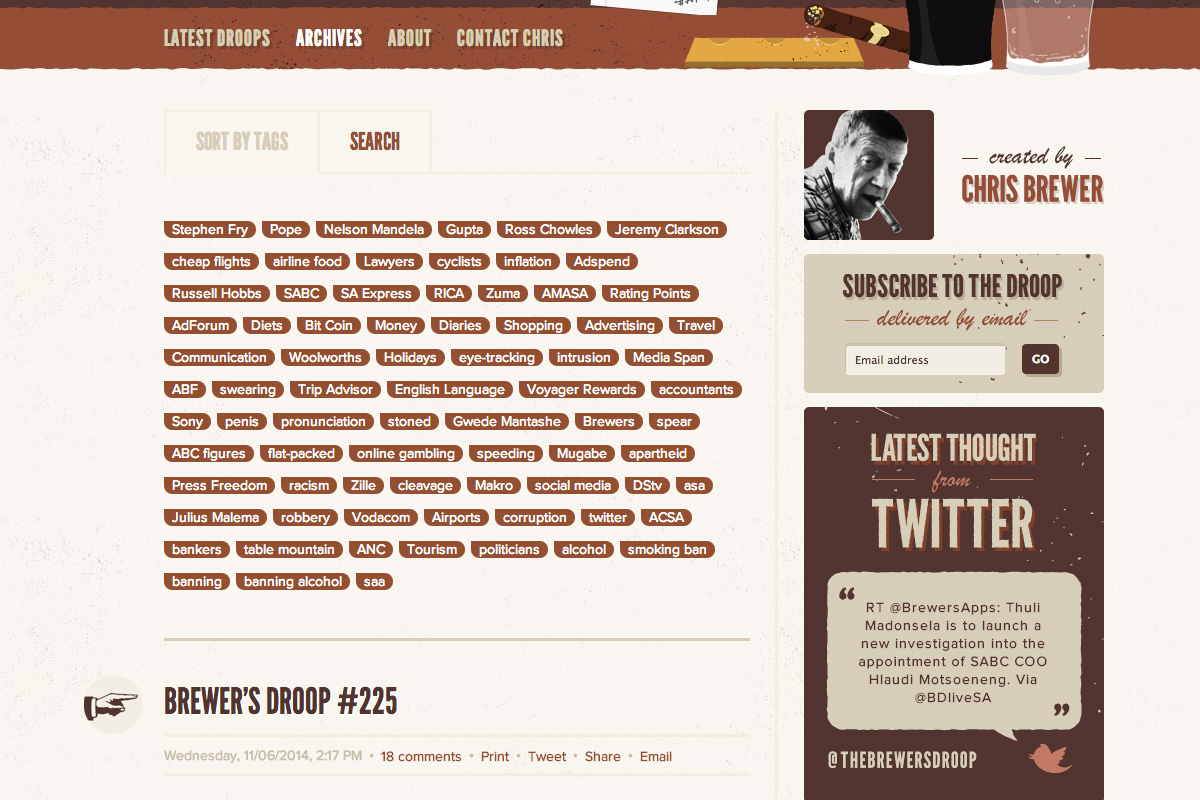 LATEST DROOPS ARCHIVES ABOUT CONTACT CHRIS
SORT BY TAGS SEARCH
Stephen Fry Pope Nelson Mandela Gupta Ross Chowles Jeremy Clarkson
cheap flights airline food Lawyers cyclists inflation Adspend
Russell Hobbs SABC SA Express RICA Zuma AMASA Rating Points
AdForum Diets Bit Coin Money Diaries Shopping Advertising Travel
Communication Woolworths Holidays eye-tracking intrusion Media Span
ABF swearing Trip Advisor English Language Voyager Rewards accountants
Sony penis pronunciation stoned Gwede Mantashe Brewers spear
ABC figures flat-packed online gambling speeding Mugabe apartheid
Press Freedom racism Zille cleavage Makro social media DStv asa
Julius Malema robbery Vodacom Airports corruption twitter ACSA
bankers table mountain ANC Tourism politicians alcohol smoking ban
banning banning alcohol saa
BREWER'S DROOP #225
Wednesday, 11/06/2014, 2:17 PM • 18 comments • Print • Tweet • Share • Email
created by
CHRIS BREWER
SUBSCRIBE TO THE DROOP
delivered by email
Email address GO
LATEST THOUGHT
from
TWITTER
“ RT @BrewersApps: Thuli
Madonsela is to launch a
new investigation into the
appointment of SABC COO
Hlaudi Motsoeneng. Via
@BDliveSA ”
@THEBREWERSDROOP